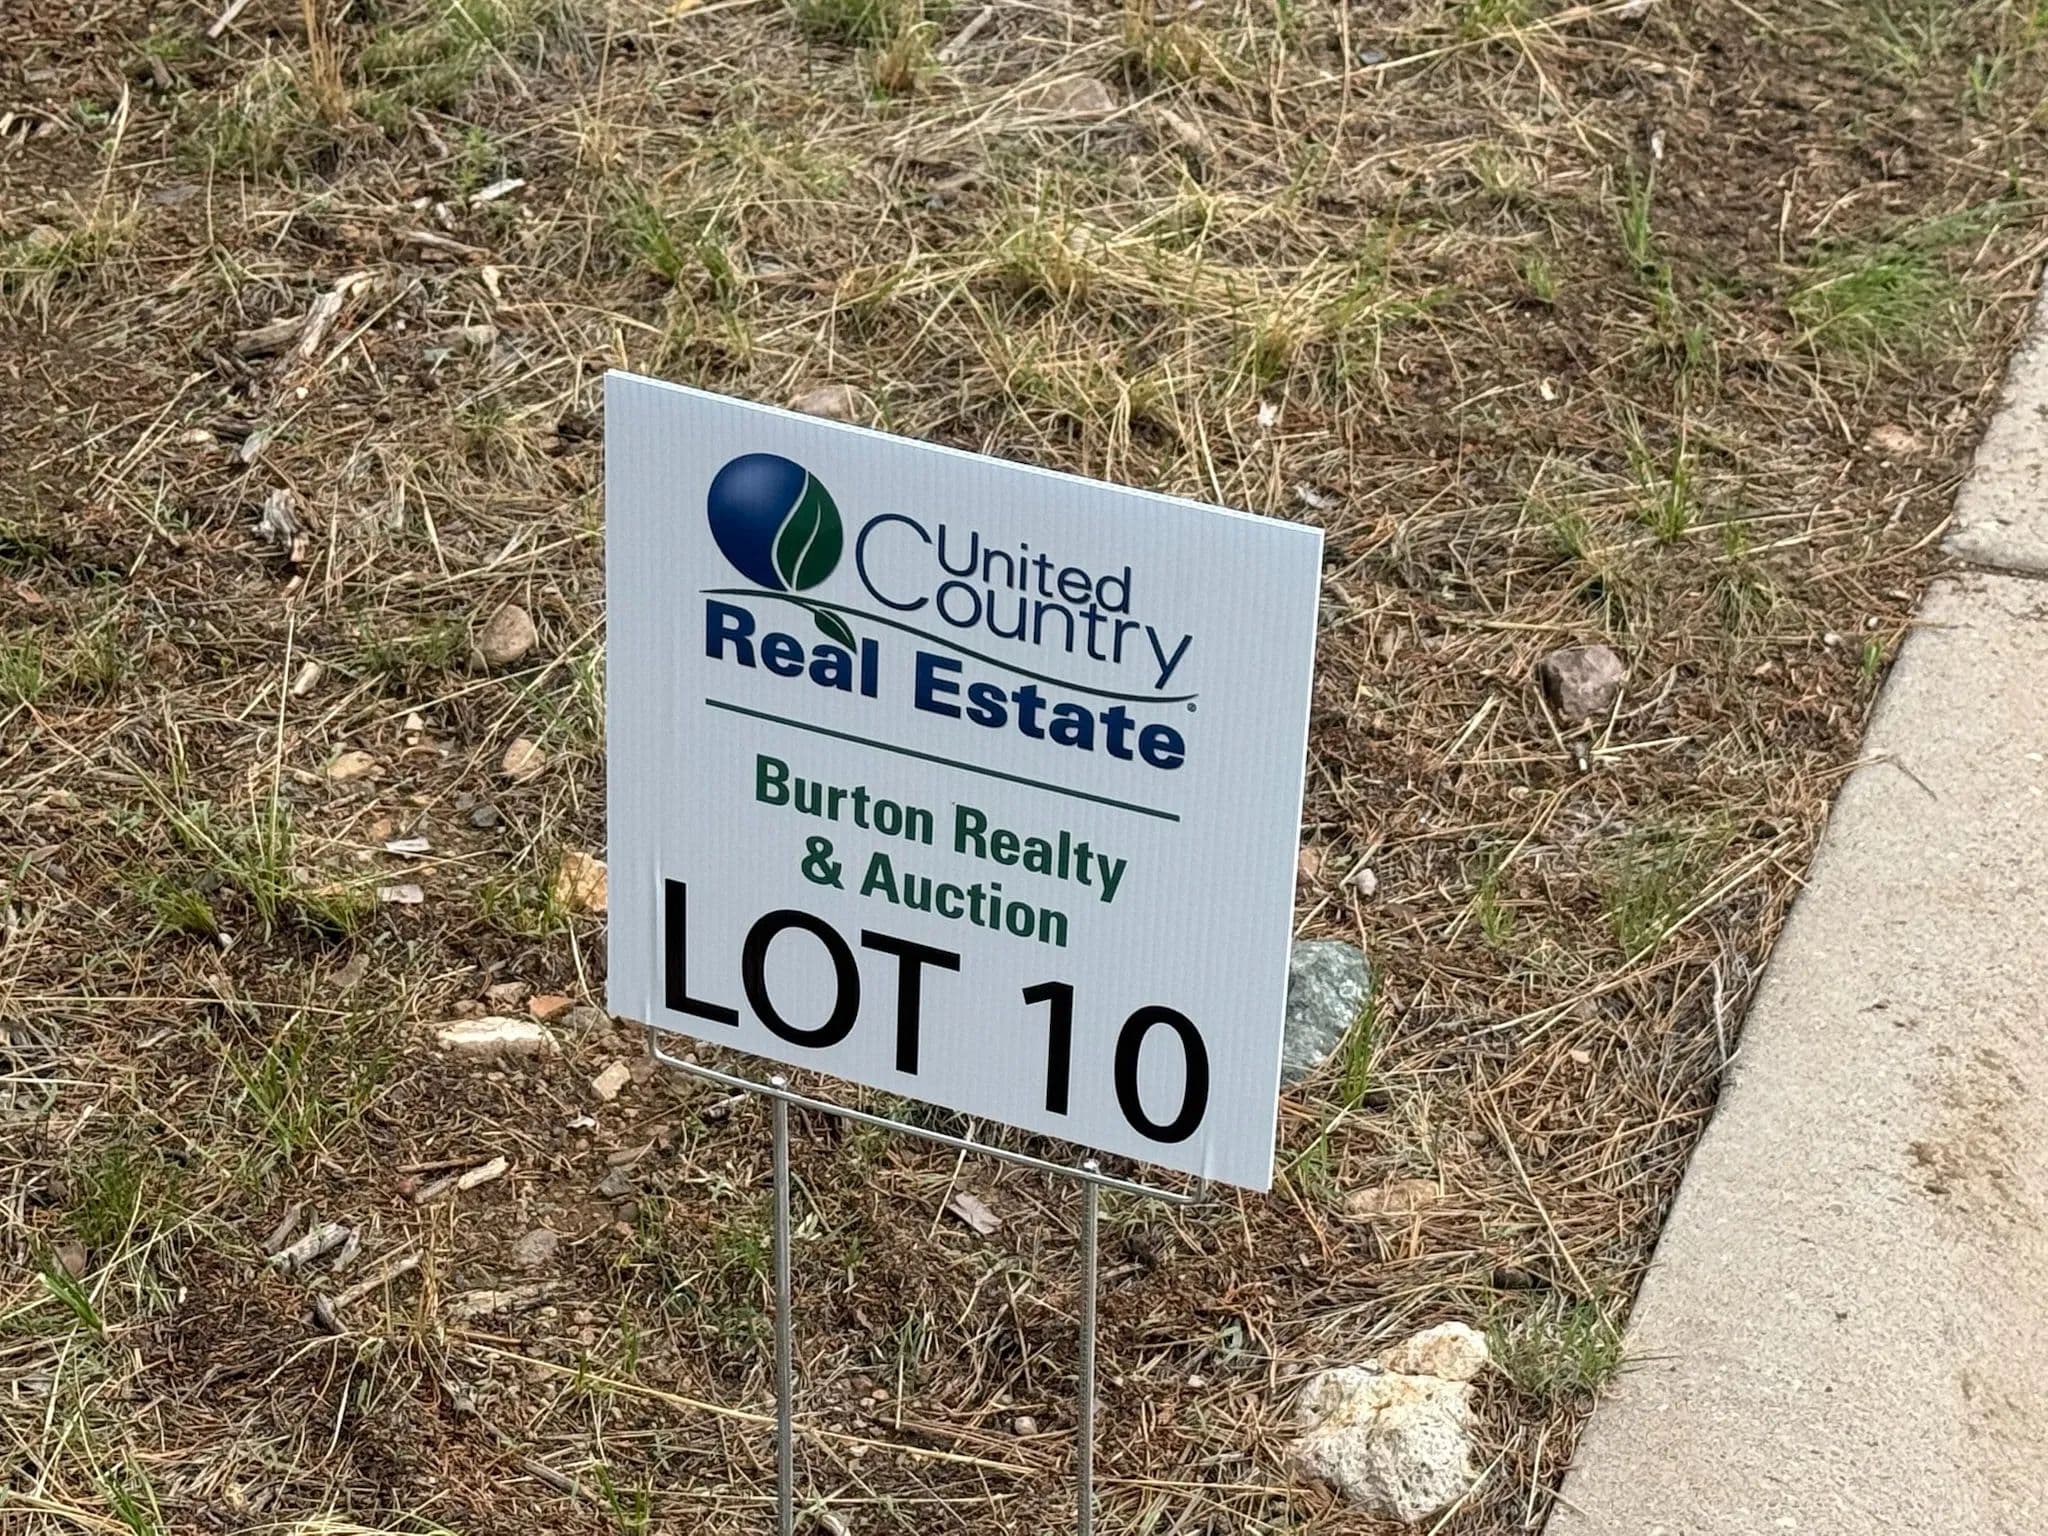 United
Country
Real Estate®
Burton Realty
& Auction
LOT 10